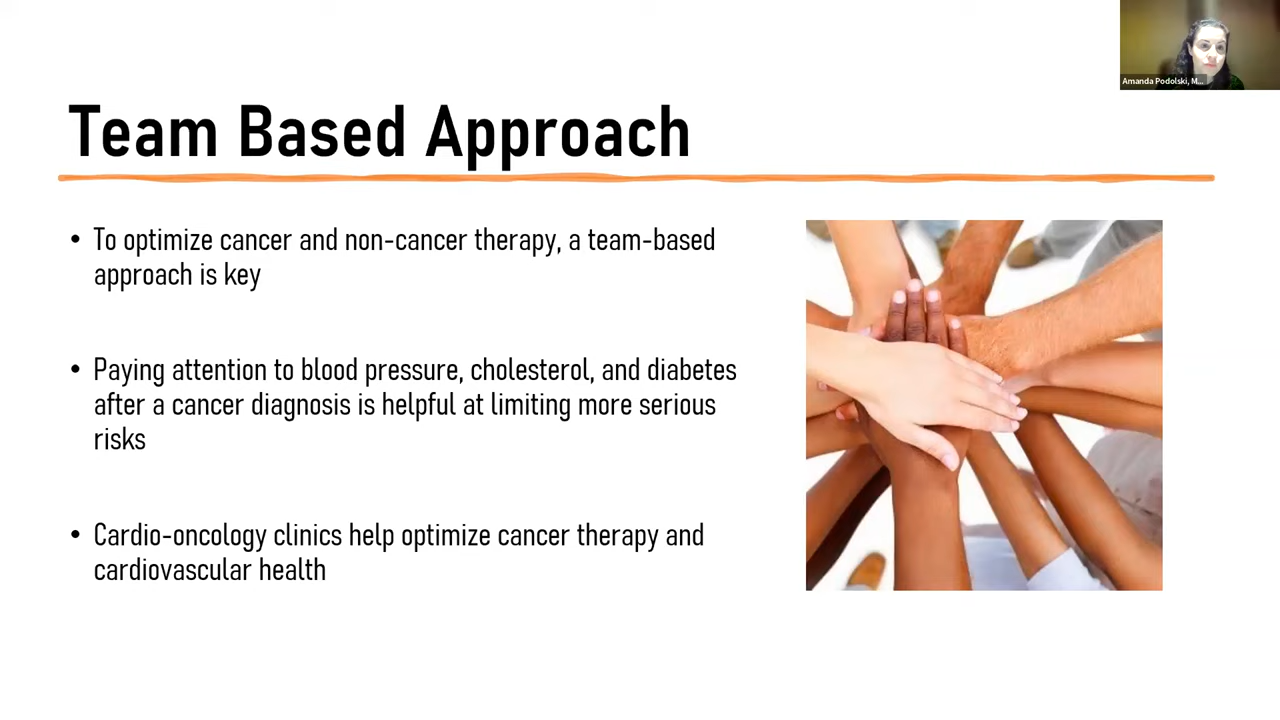 Amanda Podolski, M...
Team Based Approach
• To optimize cancer and non-cancer therapy, a team-based
approach is key
• Paying attention to blood pressure, cholesterol, and diabetes
after a cancer diagnosis is helpful at limiting more serious
risks
• Cardio-oncology clinics help optimize cancer therapy and
cardiovascular health